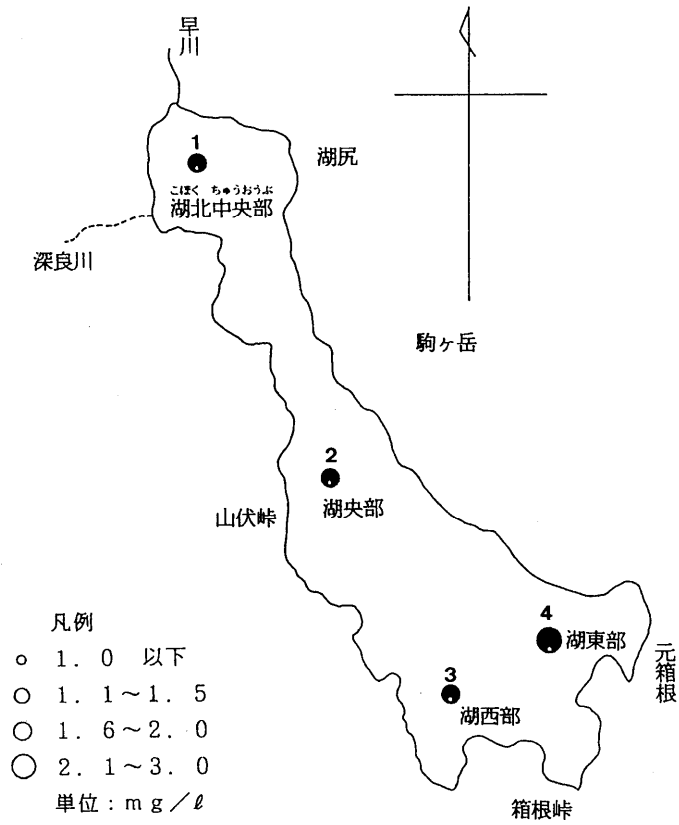 早川
1
湖尻
こほく ちゅうおうぶ
湖北中央部
深良川
駒ヶ岳
2
湖央部
山伏峠
4
湖東部
元箱根
3
湖西部
箱根峠
凡例
1.0 以下
1.1～1.5
1.6～2.0
2.1～3.0
単位：mg／ℓ